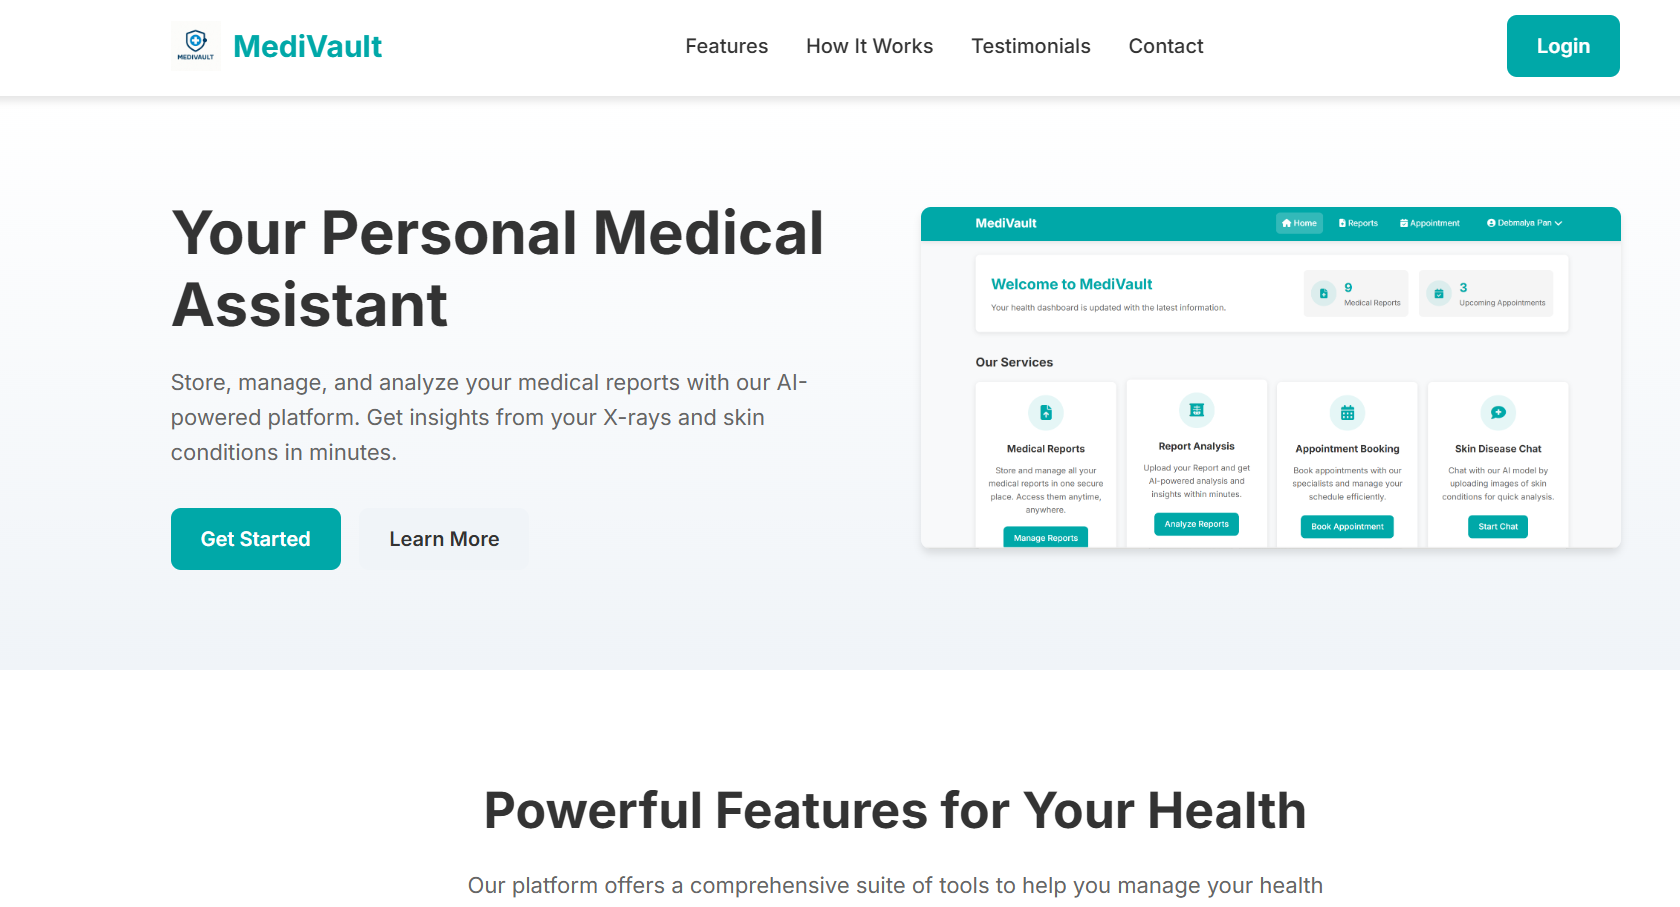 MEDIVAULT
MediVault
Features
How It Works
Testimonials
Contact
Login
Your Personal Medical
Assistant
Store, manage, and analyze your medical reports with our AI-
powered platform. Get insights from your X-rays and skin
conditions in minutes.
Get Started
Learn More
MediVault
Home
Reports
Appointment
Debmalya Pan
Welcome to MediVault
Your health dashboard is updated with the latest information.
9
Medical Reports
3
Upcoming Appointments
Our Services
Medical Reports
Store and manage all your
medical reports in one secure
place. Access them anytime,
anywhere.
Manage Reports
Report Analysis
Upload your Report and get
AI-powered analysis and
insights within minutes.
Analyze Reports
Appointment Booking
Book appointments with our
specialists and manage your
schedule efficiently.
Book Appointment
Skin Disease Chat
Chat with our AI model by
uploading images of skin
conditions for quick analysis.
Start Chat
Powerful Features for Your Health
Our platform offers a comprehensive suite of tools to help you manage your health